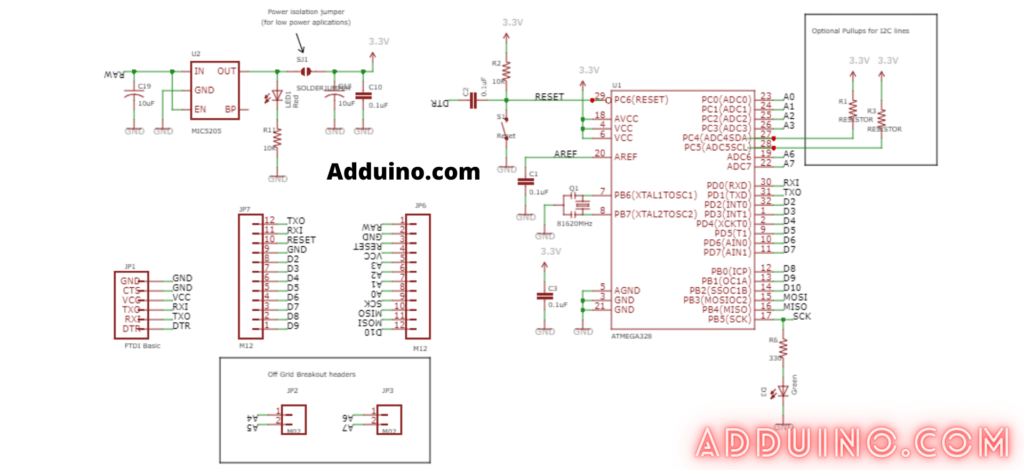 Power isolation jumper
(for low power aplications)
3.3V
SJ1
U2
RAW
IN OUT
GND
EN BP
MIC5205
C19
10uF
LED1
Red
R11
10K
SOLDERJUMPER
10uF
C10
0.1uF
GND
GND
GND
GND
GND
Adduino.com
3.3V
R2
10K
C2
0.1uF
DTR
RESET
S1
Reset
GND
3.3V
AREF
C1
0.1uF
GND
Q1
81620MHz
GND
3.3V
C3
0.1uF
GND
GND
U1
29 PC6(RESET)
18 AVCC
4 VCC
6 VCC
20 AREF
7 PB6(XTAL1TOSC1)
8 PB7(XTAL2TOSC2)
5 AGND
3 GND
21 GND
ATMEGA328
PC0(ADC0) 23 A0
PC1(ADC1) 24 A1
PC2(ADC2) 25 A2
PC3(ADC3) 26 A3
PC4(ADC4SDA) 27
PC5(ADC5SCL) 28
ADC6 19 A6
ADC7 22 A7
PD0(RXD) 30 RXI
PD1(TXD) 31 TXO
PD2(INT0) 32 D2
PD3(INT1) 1 D3
PD4(XCKT0) 2 D4
PD5(T1) 9 D5
PD6(AIN0) 10 D6
PD7(AIN1) 11 D7
PB0(ICP) 12 D8
PB1(OC1A) 13 D9
PB2(SSOC1B) 14 D10
PB3(MOSIOC2) 15 MOSI
PB4(MISO) 16 MISO
PB5(SCK) 17 SCK
Optional Pullups for I2C lines
3.3V 3.3V
R1
RESISTOR
R3
RESISTOR
R6
330
D3
Green
GND
JP1
GND GND
CTS GND
VCC VCC
TXO RXI
RXI TXO
DTR DTR
FTDI Basic
JP7
12 TXO
11 RXI
10 RESET
9 GND
8 D2
7 D3
6 D4
5 D5
4 D6
3 D7
2 D8
1 D9
M12
JP6
RAW 1
GND 2
RESET 3
VCC 4
A3 5
A2 6
A1 7
A0 8
SCK 9
MISO 10
MOSI 11
D10 12
M12
Off Grid Breakout headers
JP2
A4 1
A5 2
M02
JP3
A6 1
A7 2
M02
ADDUINO.COM